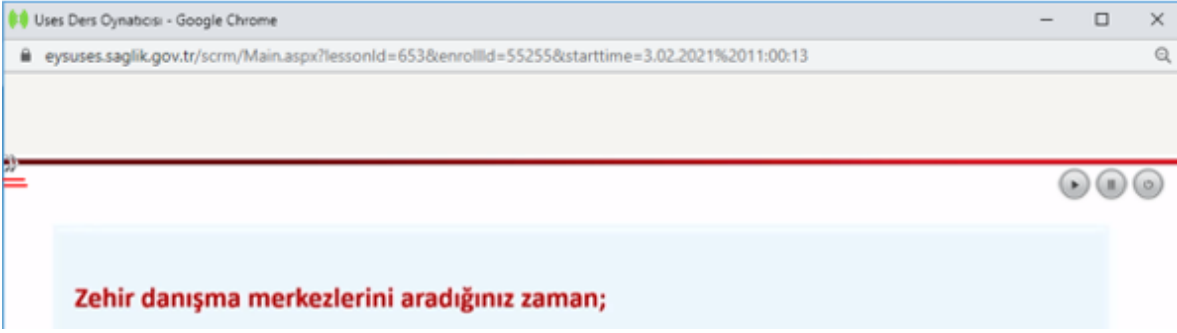 Uses Ders Oynatıcısı - Google Chrome
eysuses.saglik.gov.tr/scrm/Main.aspx?lessonId=653&enrollId=55255&starttime=3.02.2021%2011:00:13
Zehir danışma merkezlerini aradığınız zaman;